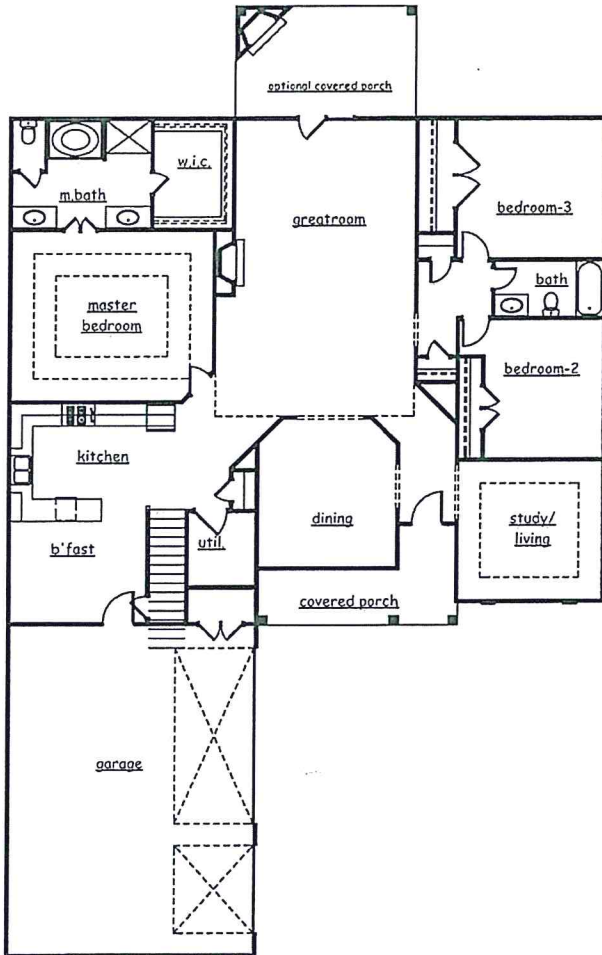 optional covered porch
w.i.c.
m.bath
greatroom
bedroom-3
bath
master
bedroom
bedroom-2
kitchen
dining
study/
living
util.
b'fast
covered porch
garage